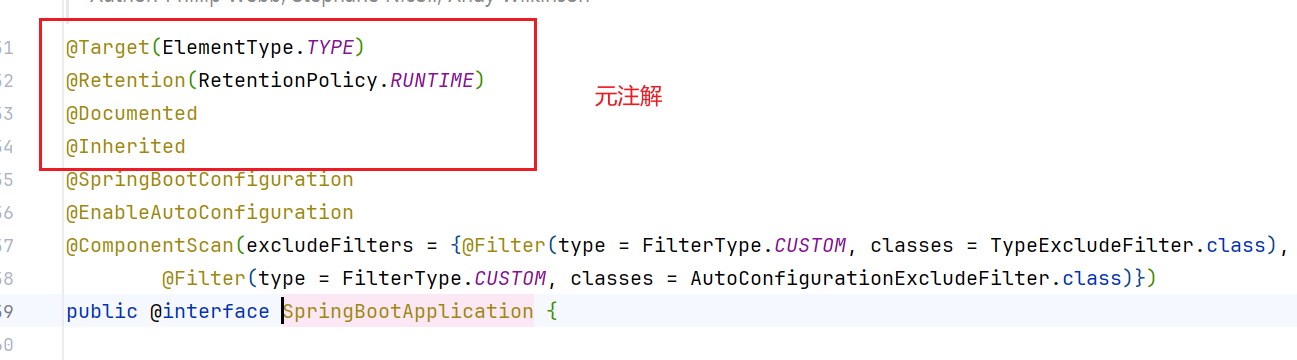 Author: Phillip Webb, Stephane Nicoll, Andy Wilkinson
51 @Target(ElementType.TYPE)
52 @Retention(RetentionPolicy.RUNTIME)
元注解
53 @Documented
54 @Inherited
55 @SpringBootConfiguration
56 @EnableAutoConfiguration
57 @ComponentScan(excludeFilters = {@Filter(type = FilterType.CUSTOM, classes = TypeExcludeFilter.class),
58 @Filter(type = FilterType.CUSTOM, classes = AutoConfigurationExcludeFilter.class)})
59 public @interface SpringBootApplication {
60